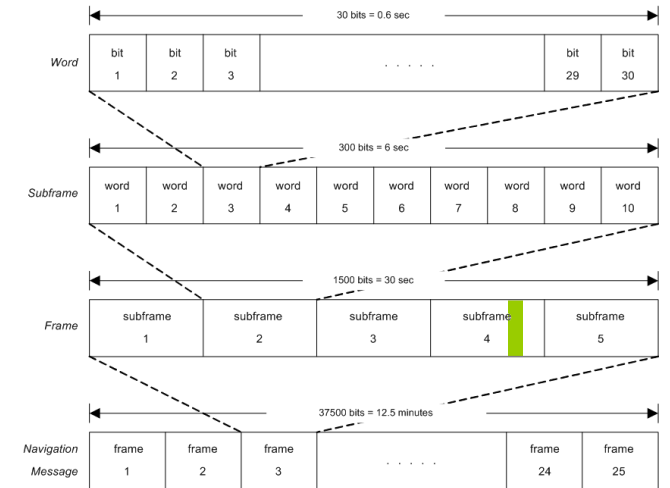 30 bits = 0.6 sec
Word
bit bit bit bit bit
1 2 3 . . . . . 29 30
300 bits = 6 sec
Subframe
word word word word word word word word word word
1 2 3 4 5 6 7 8 9 10
1500 bits = 30 sec
Frame
subframe subframe subframe subframe subframe
1 2 3 4 5
37500 bits = 12.5 minutes
Navigation frame frame frame frame frame
Message 1 2 3 . . . . . 24 25